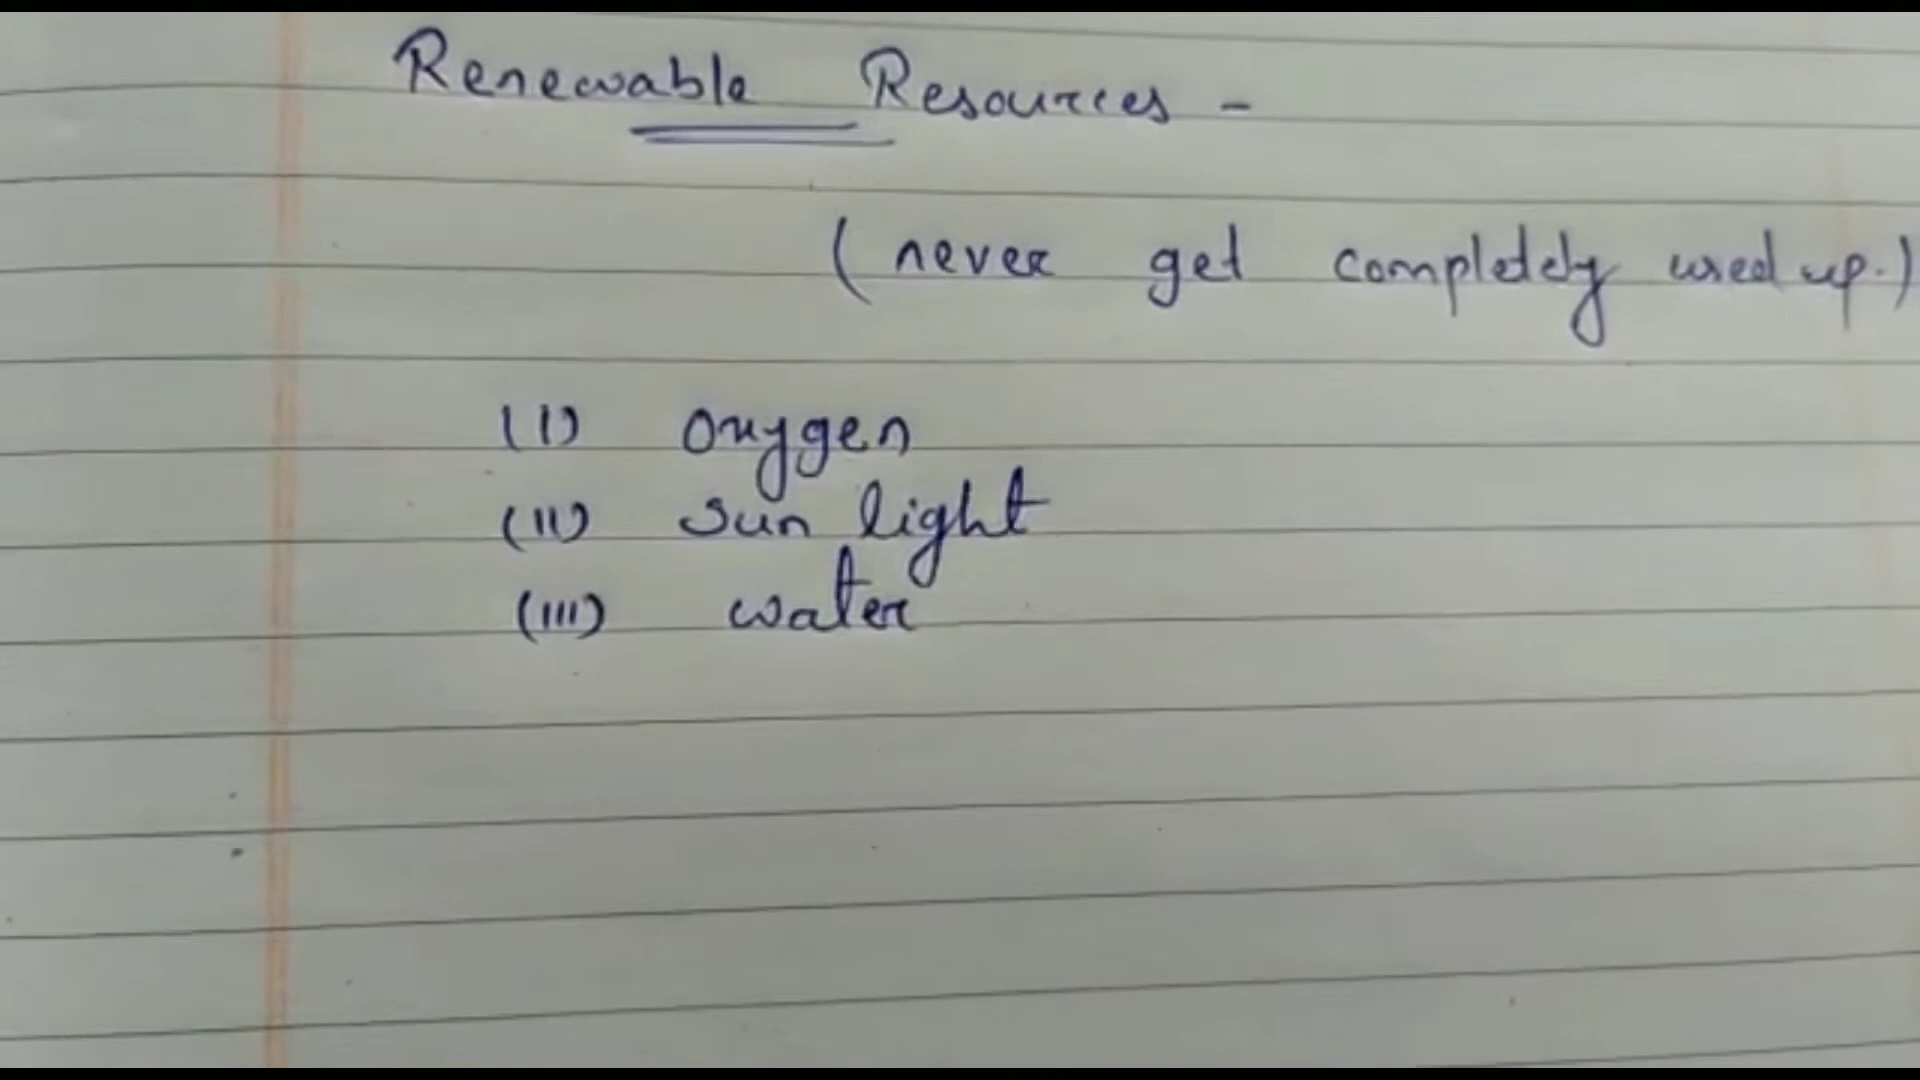 Renewable Resources -
( never get completely used up. )
(I) oxygen
(II) sun light
(III) water